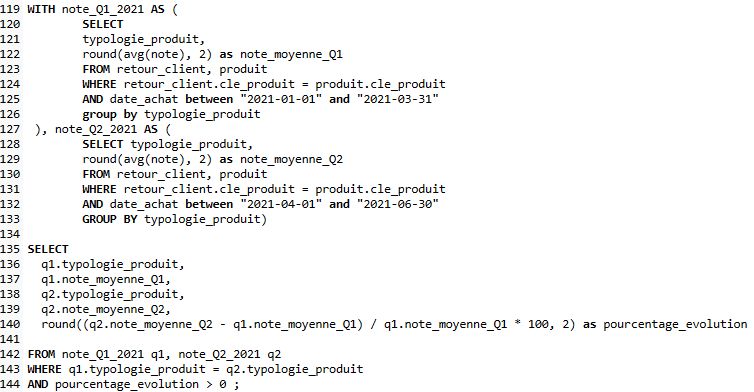 119 WITH note_Q1_2021 AS (
120         SELECT
121         typologie_produit,
122         round(avg(note), 2) as note_moyenne_Q1
123         FROM retour_client, produit
124         WHERE retour_client.cle_produit = produit.cle_produit
125         AND date_achat between "2021-01-01" and "2021-03-31"
126         group by typologie_produit
127  ), note_Q2_2021 AS (
128         SELECT typologie_produit,
129         round(avg(note), 2) as note_moyenne_Q2
130         FROM retour_client, produit
131         WHERE retour_client.cle_produit = produit.cle_produit
132         AND date_achat between "2021-04-01" and "2021-06-30"
133         GROUP BY typologie_produit)
134
135 SELECT
136   q1.typologie_produit,
137   q1.note_moyenne_Q1,
138   q2.typologie_produit,
139   q2.note_moyenne_Q2,
140   round((q2.note_moyenne_Q2 - q1.note_moyenne_Q1) / q1.note_moyenne_Q1 * 100, 2) as pourcentage_evolution
141
142 FROM note_Q1_2021 q1, note_Q2_2021 q2
143 WHERE q1.typologie_produit = q2.typologie_produit
144 AND pourcentage_evolution > 0 ;